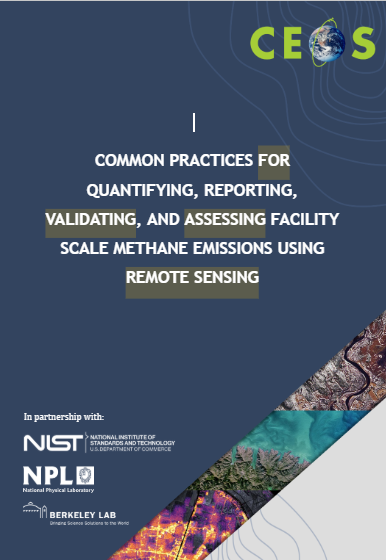 CEOS
COMMON PRACTICES FOR
QUANTIFYING, REPORTING,
VALIDATING, AND ASSESSING FACILITY
SCALE METHANE EMISSIONS USING
REMOTE SENSING
In partnership with:
NIST NATIONAL INSTITUTE OF
STANDARDS AND TECHNOLOGY
U.S. DEPARTMENT OF COMMERCE
NPL
National Physical Laboratory
BERKELEY LAB
Bringing Science Solutions to the World